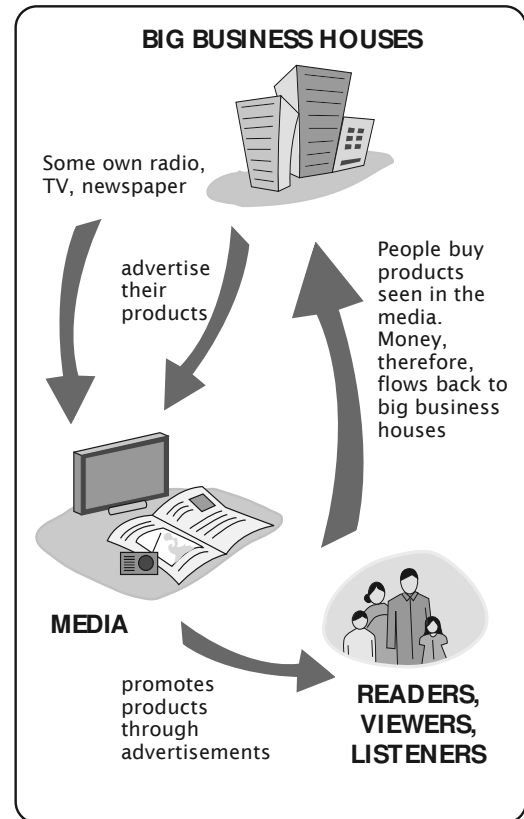 BIG BUSINESS HOUSES
Some own radio,
TV, newspaper
advertise
their
products
People buy
products
seen in the
media.
Money,
therefore,
flows back to
big business
houses
MEDIA
promotes
products
through
advertisements
READERS,
VIEWERS,
LISTENERS